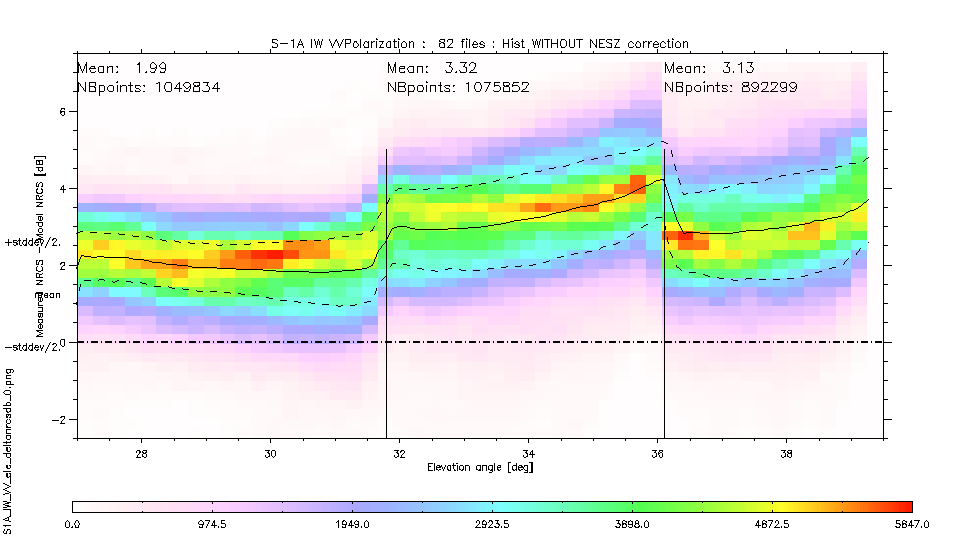 S-1A IW VVPolarization : 82 files : Hist WITHOUT NESZ correction
Mean: 1.99
NBpoints: 1049834
Mean: 3.32
NBpoints: 1075852
Mean: 3.13
NBpoints: 892299
Measured NRCS - Model NRCS [dB]
6
4
2
0
-2
+stddev/2.
mean
-stddev/2.
28
30
32
34
36
38
Elevation angle [deg]
S1A_IW_VV_ele_deltanrcsdb_0.png
0.0
974.5
1949.0
2923.5
3898.0
4872.5
5847.0